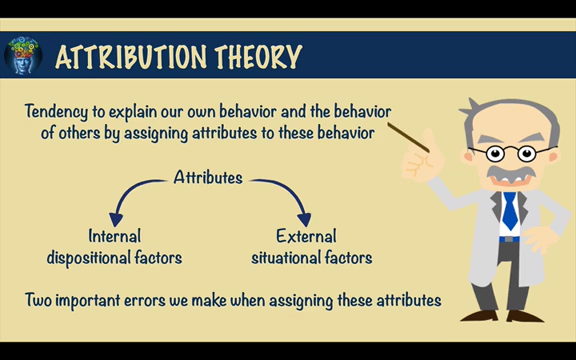 ATTRIBUTION THEORY
Tendency to explain our own behavior and the behavior
of others by assigning attributes to these behavior
Attributes
Internal
dispositional factors
External
situational factors
Two important errors we make when assigning these attributes